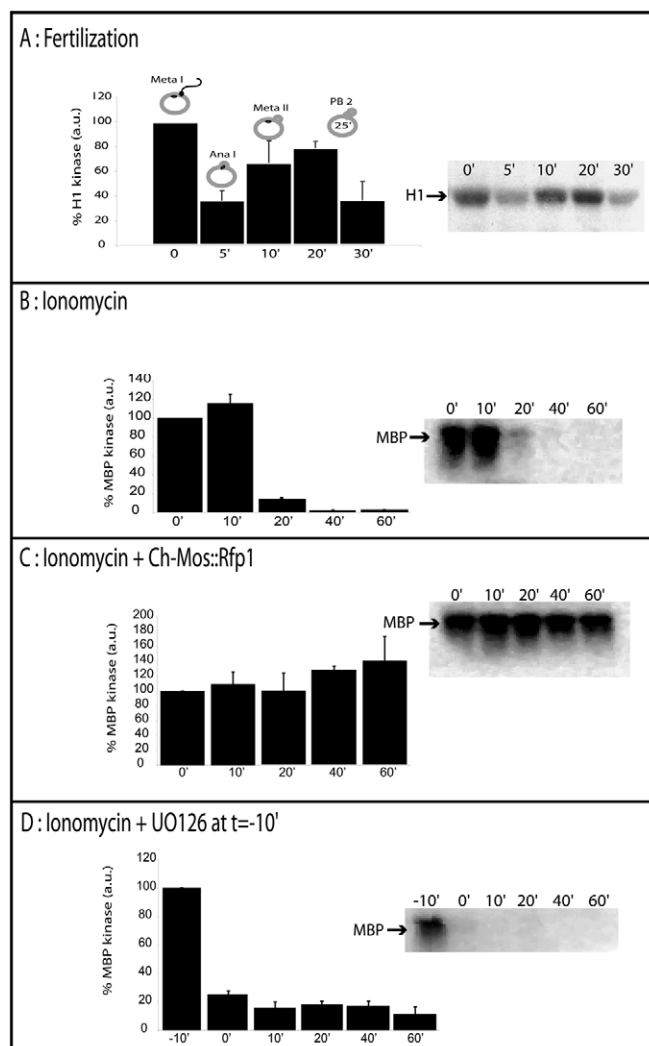 A : Fertilization
Meta I
Ana I
Meta II
PB 2
25'
% H1 kinase (a.u.)
120
100
80
60
40
20
0
0 5' 10' 20' 30'
0' 5' 10' 20' 30'
H1
B : Ionomycin
% MBP kinase (a.u.)
140
120
100
80
60
40
20
0
0' 10' 20' 40' 60'
0' 10' 20' 40' 60'
MBP
C : Ionomycin + Ch-Mos::Rfp1
% MBP kinase (a.u.)
200
180
160
140
120
100
80
60
40
20
0
0' 10' 20' 40' 60'
0' 10' 20' 40' 60'
MBP
D : Ionomycin + UO126 at t=-10'
% MBP kinase (a.u.)
120
100
80
60
40
20
0
-10' 0' 10' 20' 40' 60'
-10' 0' 10' 20' 40' 60'
MBP